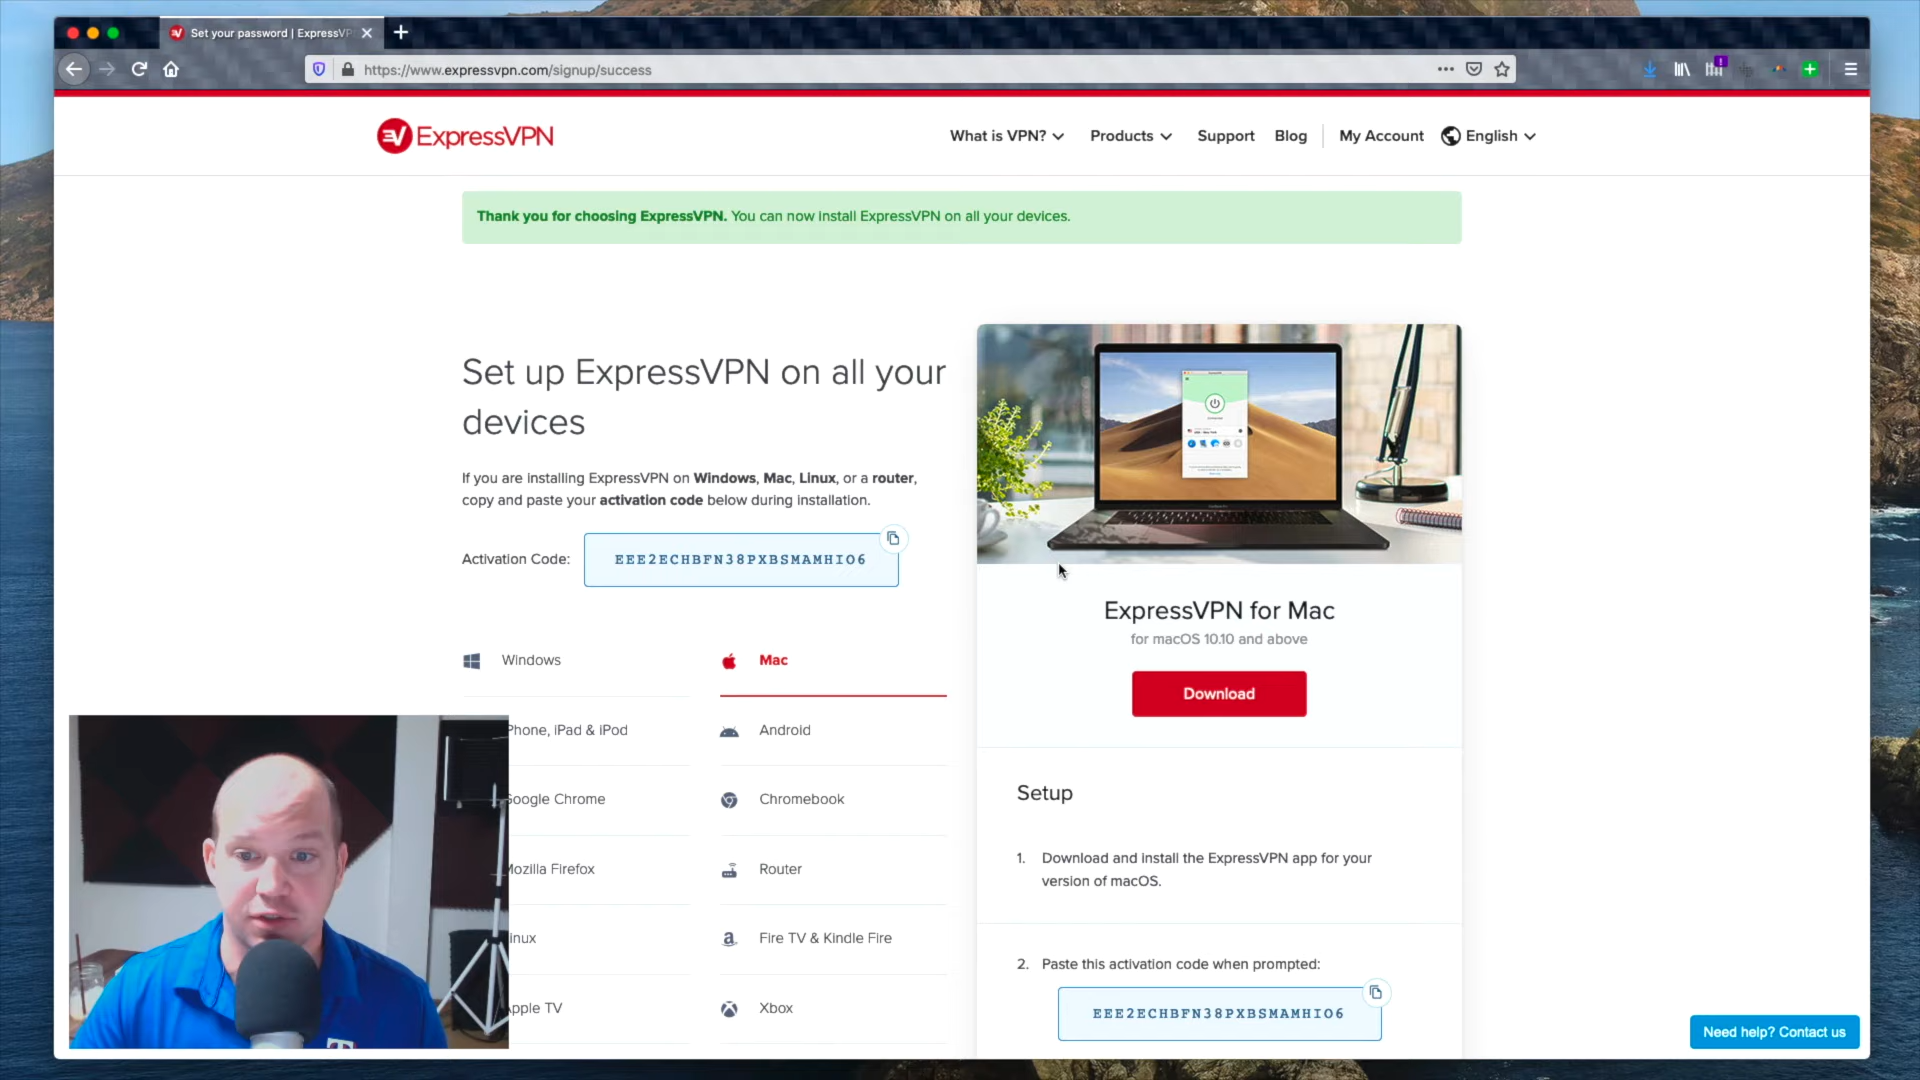 Set your password | ExpressVP
https://www.expressvpn.com/signup/success
ExpressVPN
What is VPN?
Products
Support
Blog
My Account
English
Thank you for choosing ExpressVPN. You can now install ExpressVPN on all your devices.
Set up ExpressVPN on all your
devices
If you are installing ExpressVPN on Windows, Mac, Linux, or a router,
copy and paste your activation code below during installation.
Activation Code:
EEE2ECHBFN38PXBSMAMHIO6
Windows
Mac
Phone, iPad & iPod
Android
Google Chrome
Chromebook
Mozilla Firefox
Router
inux
Fire TV & Kindle Fire
Apple TV
Xbox
ExpressVPN for Mac
for macOS 10.10 and above
Download
Setup
1. Download and install the ExpressVPN app for your
version of macOS.
2. Paste this activation code when prompted:
EEE2ECHBFN38PXBSMAMHIO6
Need help? Contact us